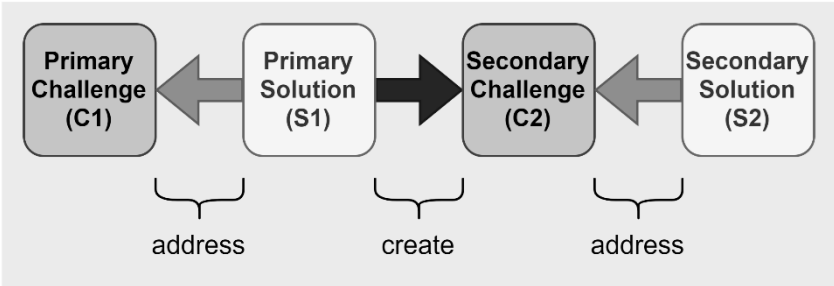 Primary
Challenge
(C1)
Primary
Solution
(S1)
Secondary
Challenge
(C2)
Secondary
Solution
(S2)
address
create
address